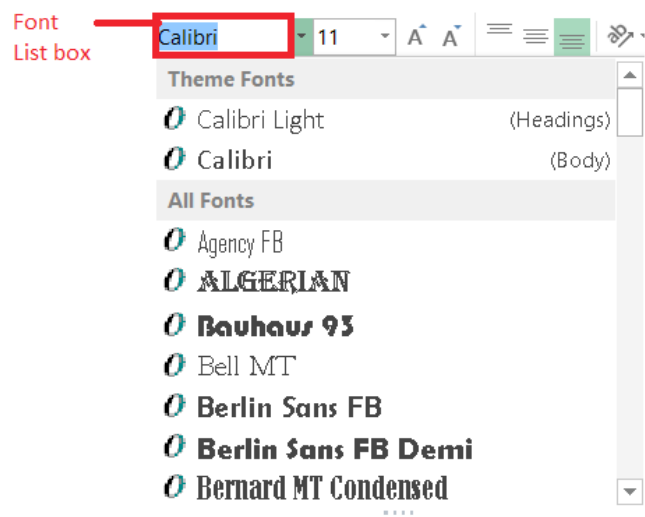 Font
List box
Calibri
11
A A
Theme Fonts
Calibri Light (Headings)
Calibri (Body)
All Fonts
Agency FB
ALGERIAN
Bauhaus 93
Bell MT
Berlin Sans FB
Berlin Sans FB Demi
Bernard MT Condensed